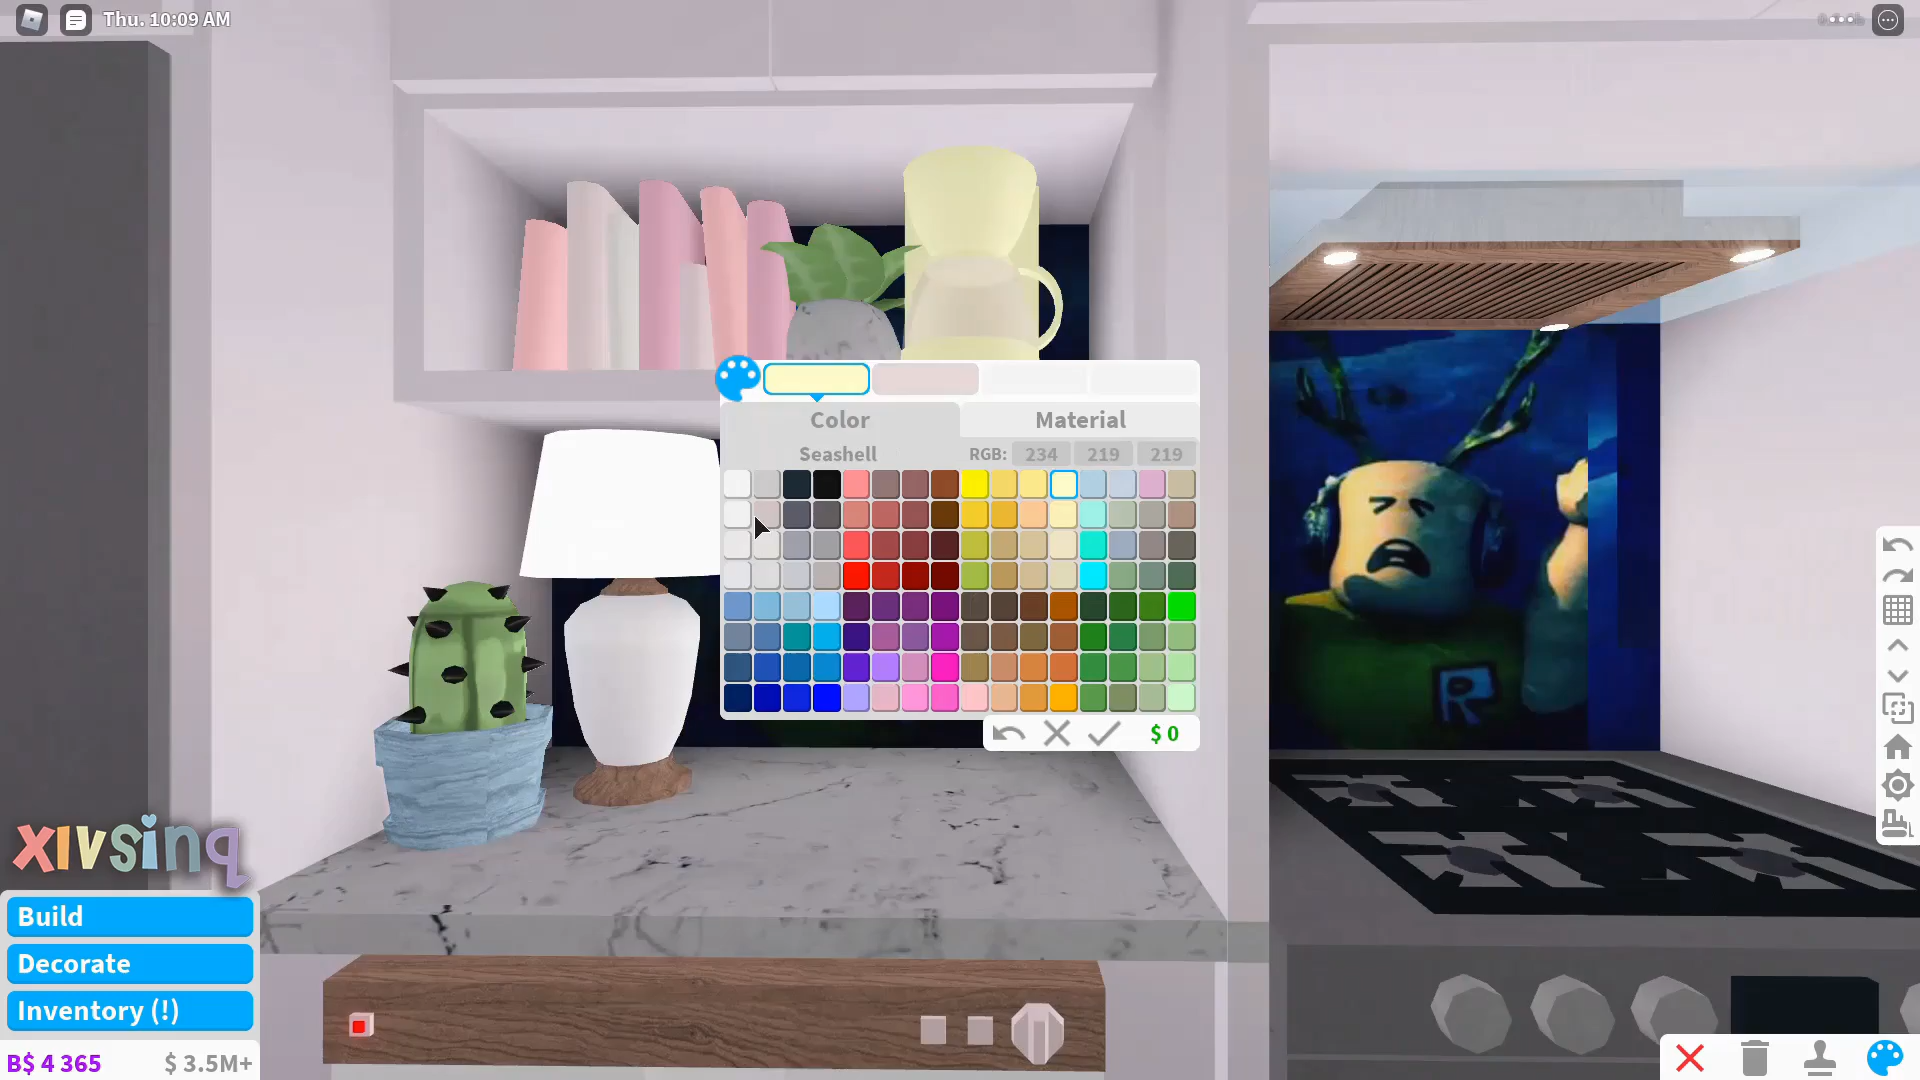 Thu. 10:09 AM
Color
Material
Seashell
RGB: 234 219 219
$ 0
R
xivsinq
Build
Decorate
Inventory (!)
B$ 4 365
$ 3.5M+